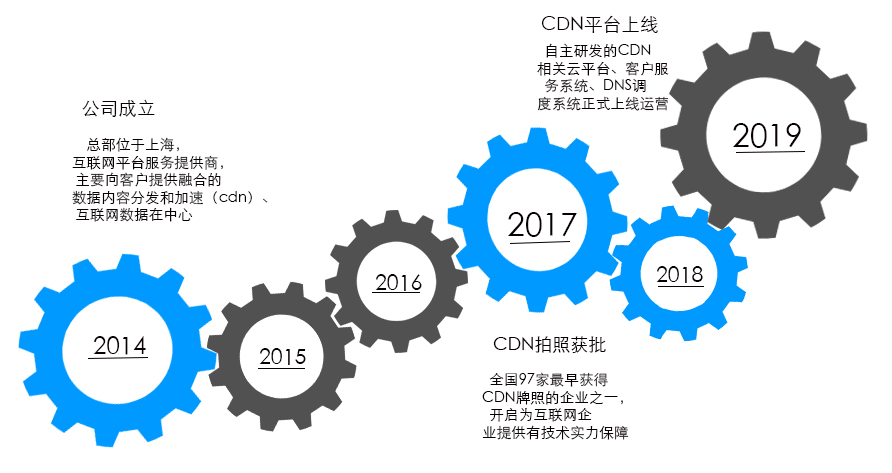 公司成立
总部位于上海，
互联网平台服务提供商，
主要向客户提供融合的
数据内容分发和加速（cdn）、
互联网数据在中心
2014
2015
2016
CDN拍照获批
全国97家最早获得
CDN牌照的企业之一，
开启为互联网企
业提供有技术实力保障
2017
2018
CDN平台上线
自主研发的CDN
相关云平台、客户服
务系统、DNS调
度系统正式上线运营
2019